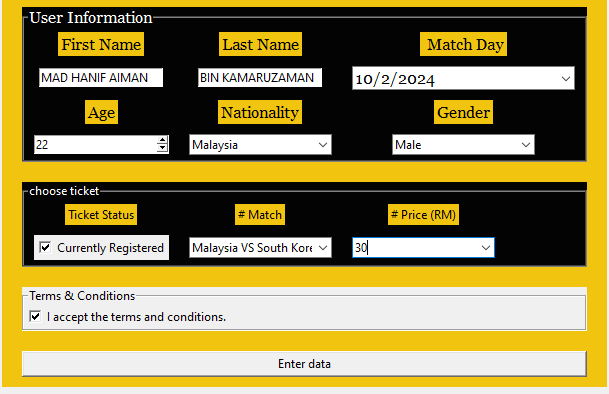 User Information
First Name Last Name Match Day
MAD HANIF AIMAN BIN KAMARUZAMAN 10/2/2024
Age Nationality Gender
22 Malaysia Male
choose ticket
Ticket Status # Match # Price (RM)
Currently Registered Malaysia VS South Kore 30
Terms & Conditions
I accept the terms and conditions.
Enter data